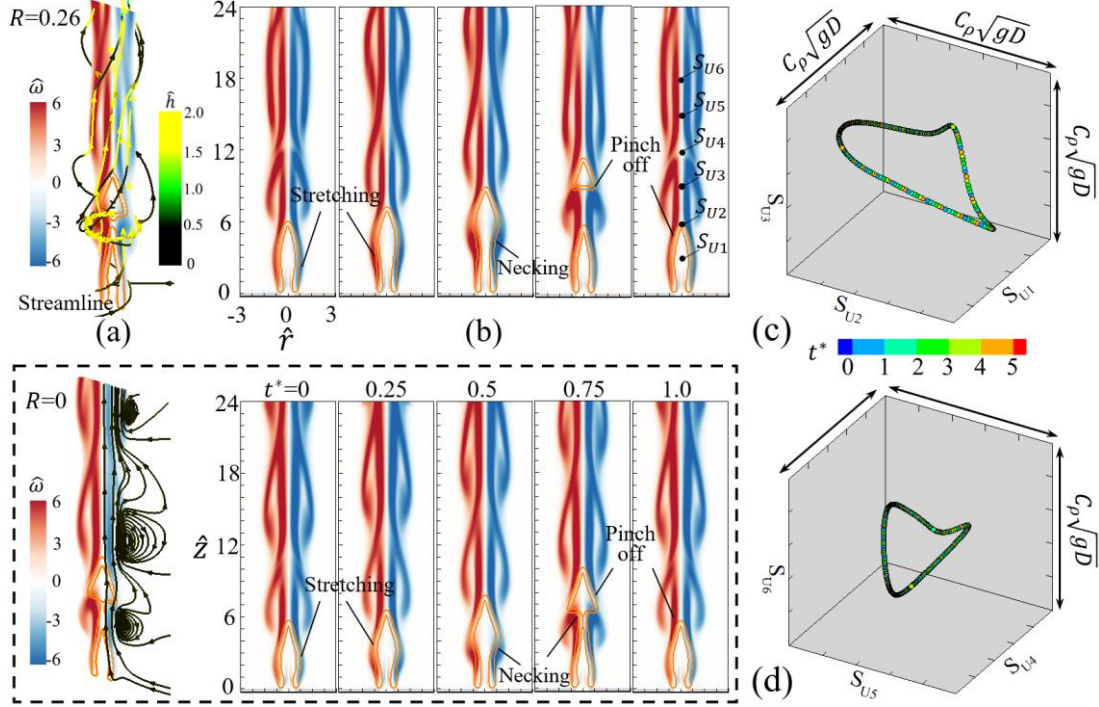 R=0.26
ω̂
6
3
0
-3
-6
ĥ
2.0
1.5
1.0
0.5
0
Streamline
(a)
24
18
12
6
0
-3 0 3
r̂
Stretching
Necking
Pinch off
S_U6
S_U5
S_U4
S_U3
S_U2
S_U1
(b)
C_ρ√gD
C_ρ√gD
C_ρ√gD
S_U3
S_U2
S_U1
(c)
t*
0 1 2 3 4 5
R=0
ω̂
6
3
0
-3
-6
t*=0 0.25 0.5 0.75 1.0
24
18
12
6
0
ẑ
Stretching
Necking
Pinch off
C_ρ√gD
S_U6
S_U5
S_U4
(d)